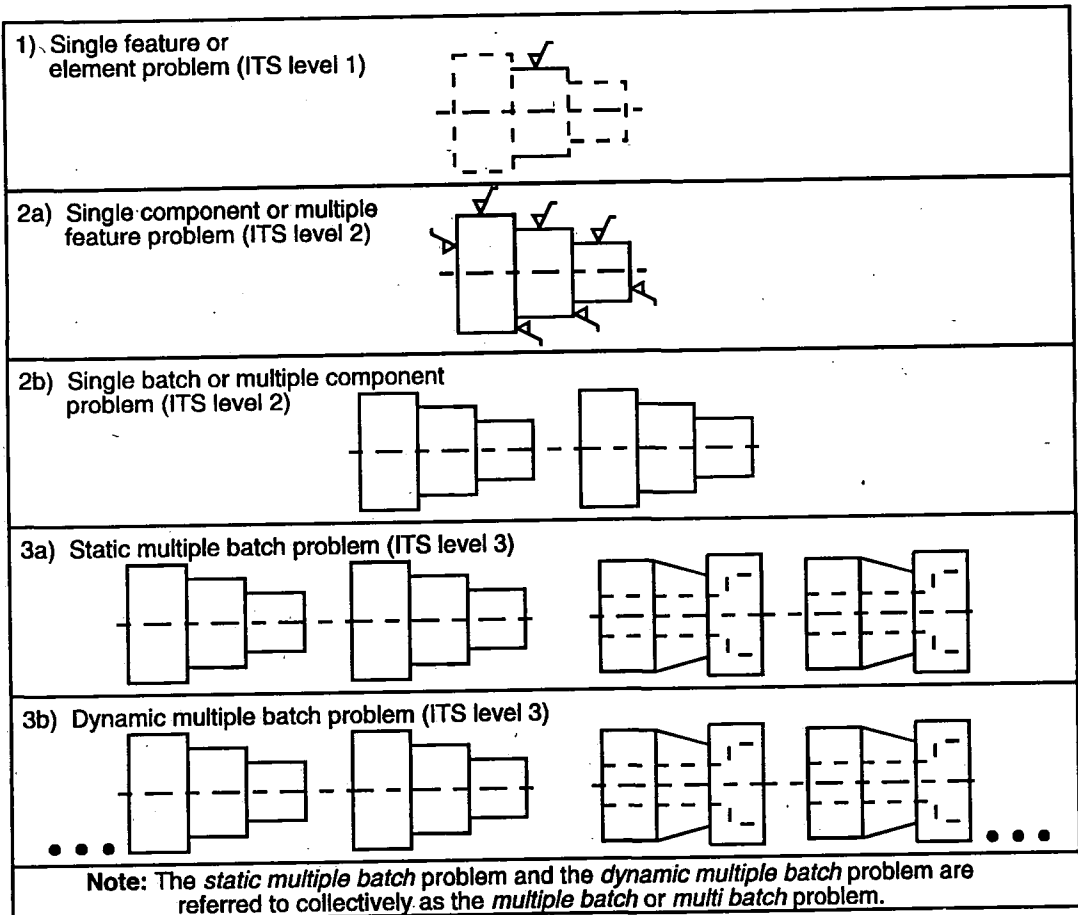 1) Single feature or
element problem (ITS level 1)
2a) Single component or multiple
feature problem (ITS level 2)
2b) Single batch or multiple component
problem (ITS level 2)
3a) Static multiple batch problem (ITS level 3)
3b) Dynamic multiple batch problem (ITS level 3)
Note: The static multiple batch problem and the dynamic multiple batch problem are
referred to collectively as the multiple batch or multi batch problem.